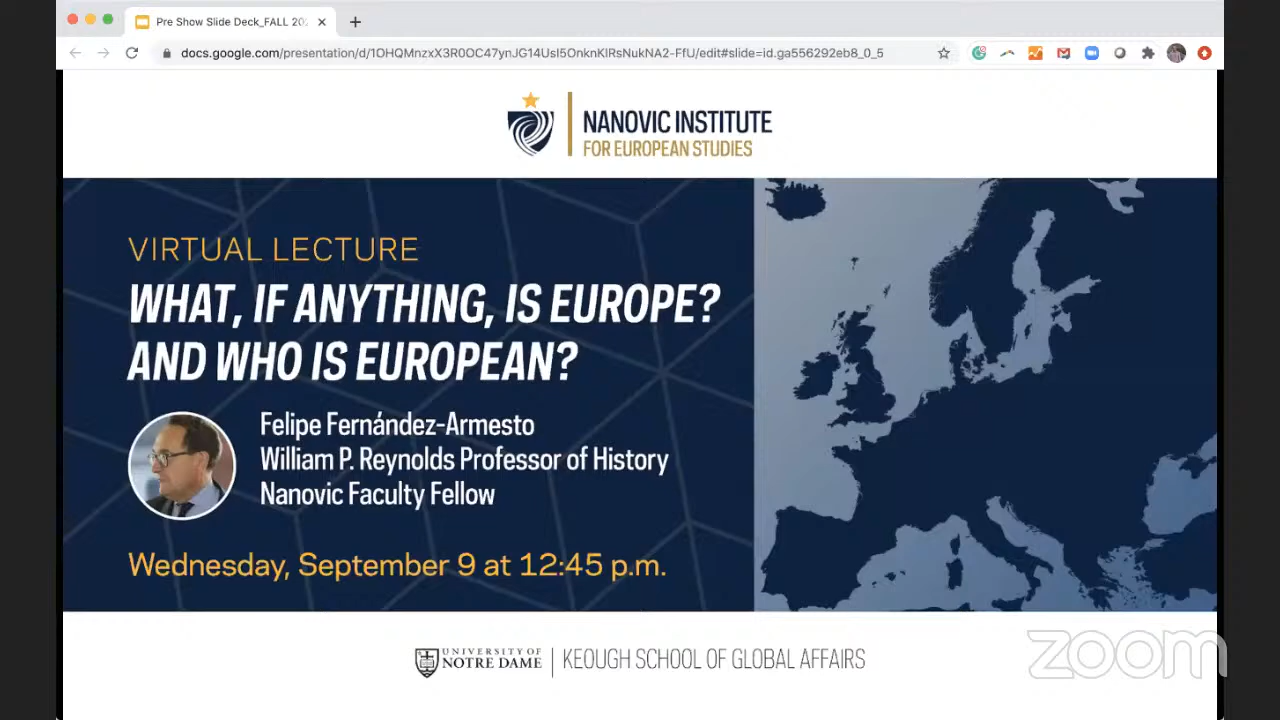 Pre Show Slide Deck_FALL 20
docs.google.com/presentation/d/1OHQMnzxX3R0OC47ynJG14UsI5OnknKIRsNukNA2-FfU/edit#slide=id.ga556292eb8_0_5
NANOVIC INSTITUTE
FOR EUROPEAN STUDIES
VIRTUAL LECTURE
WHAT, IF ANYTHING, IS EUROPE?
AND WHO IS EUROPEAN?
Felipe Fernández-Armesto
William P. Reynolds Professor of History
Nanovic Faculty Fellow
Wednesday, September 9 at 12:45 p.m.
UNIVERSITY OF
NOTRE DAME
KEOUGH SCHOOL OF GLOBAL AFFAIRS
zoom